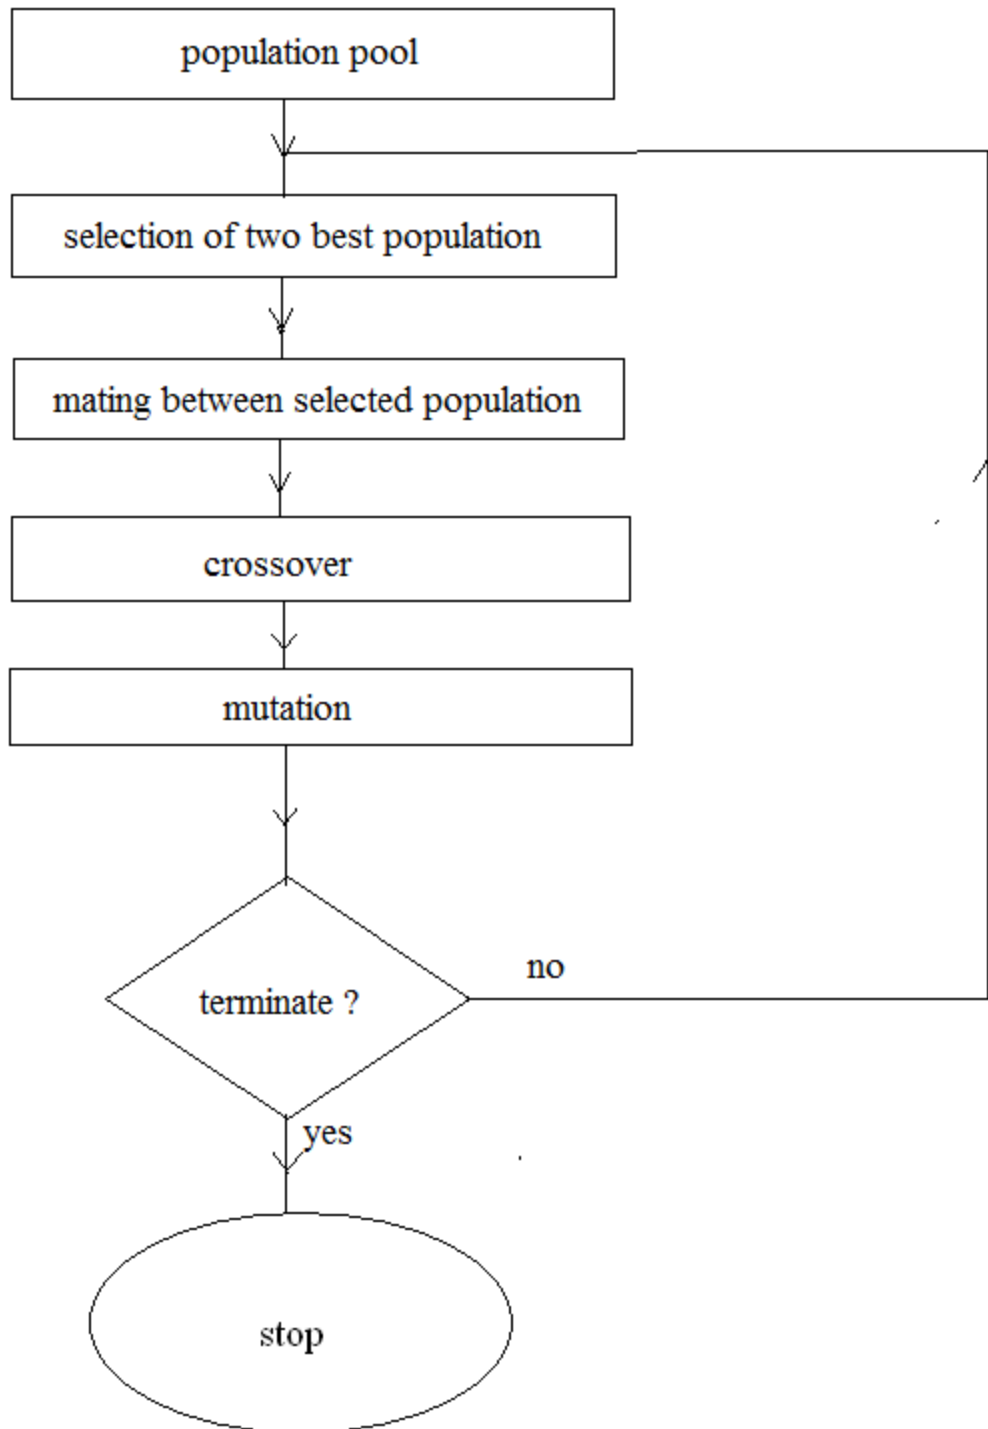 population pool
selection of two best population
mating between selected population
crossover
mutation
terminate ?
no
yes
stop